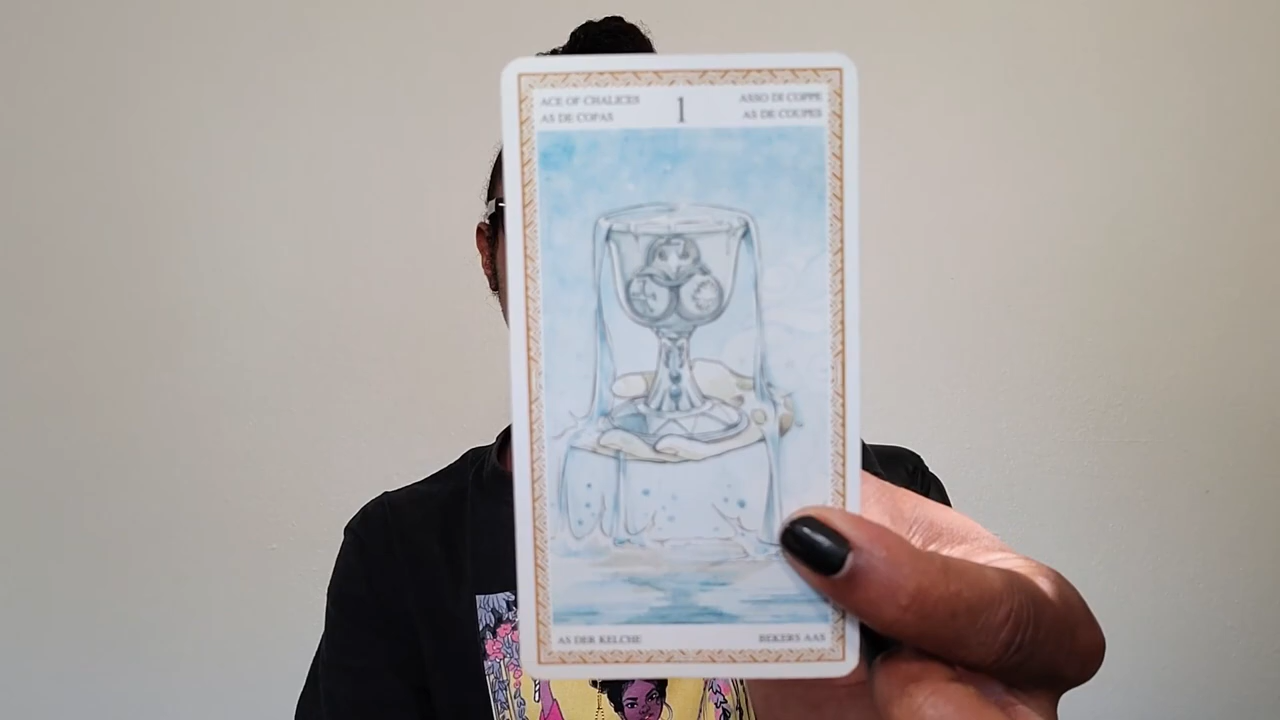 ACE OF CHALICES
AS DE COPAS
1
ASSO DI COPPE
AS DE COUPES
AS DER KELCHE
BEKERS AAS